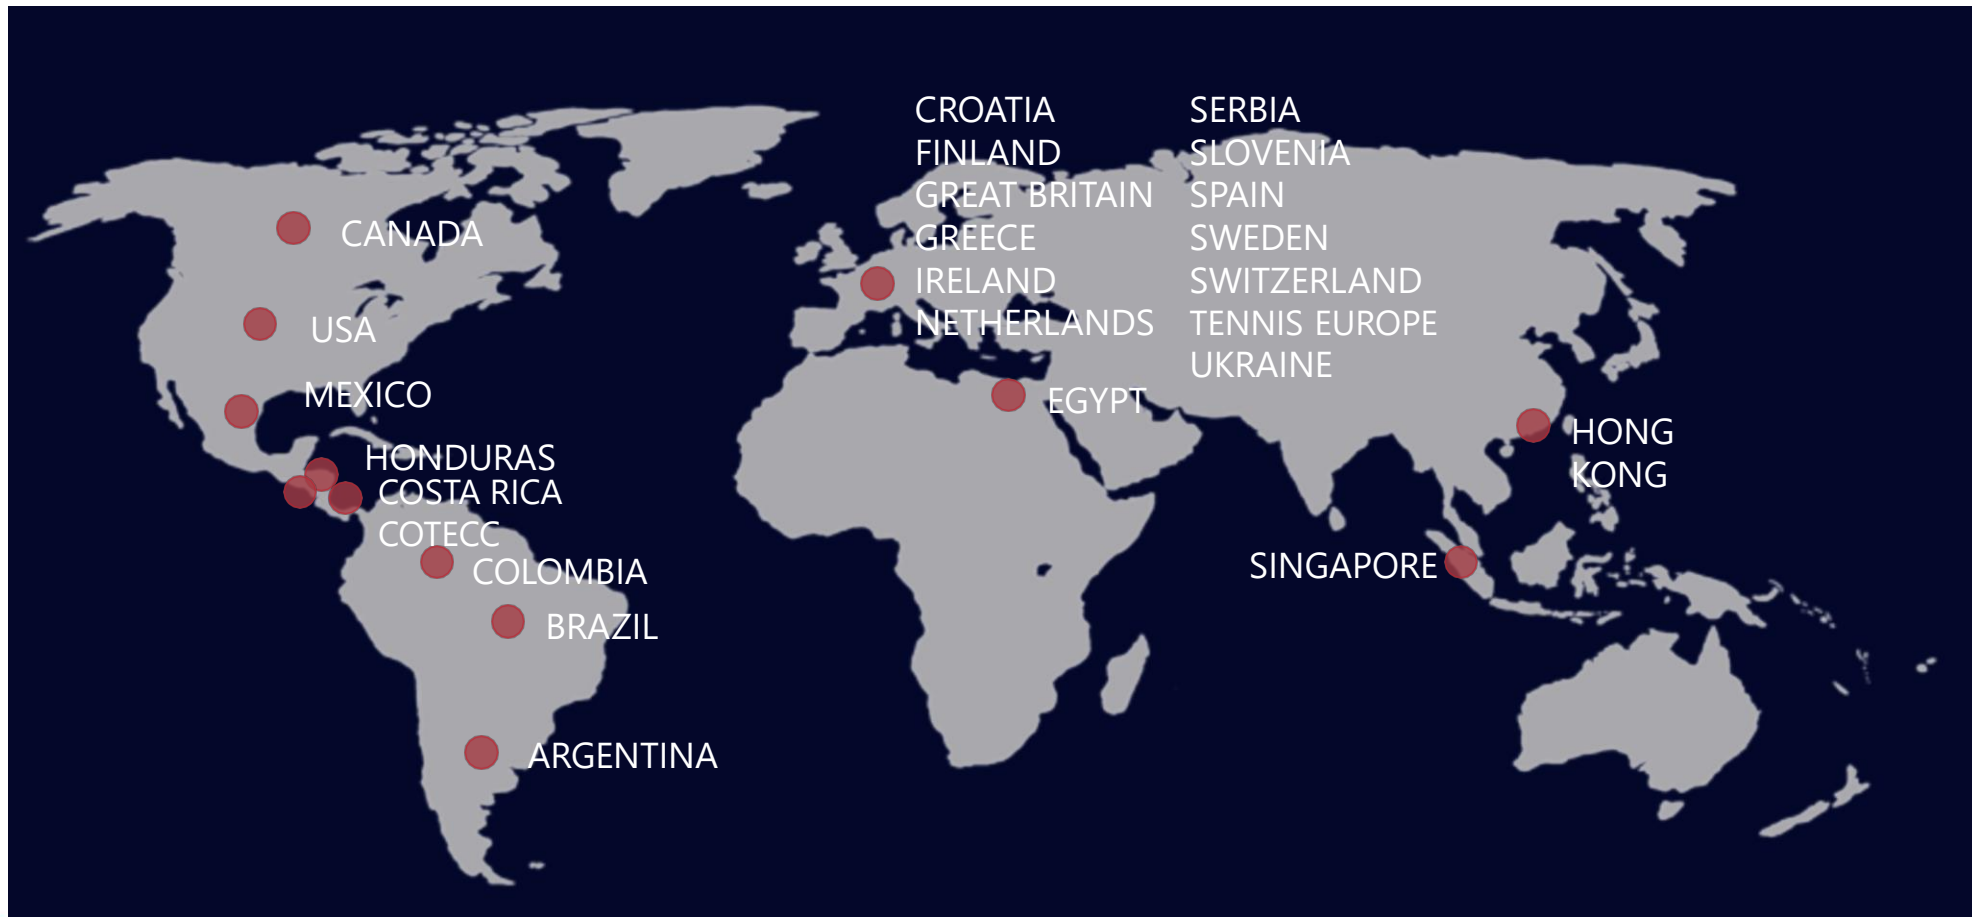 CROATIA
FINLAND
GREAT BRITAIN
GREECE
IRELAND
NETHERLANDS
SERBIA
SLOVENIA
SPAIN
SWEDEN
SWITZERLAND
TENNIS EUROPE
UKRAINE
CANADA
USA
MEXICO
HONDURAS
COSTA RICA
COTECC
COLOMBIA
BRAZIL
ARGENTINA
EGYPT
HONG
KONG
SINGAPORE